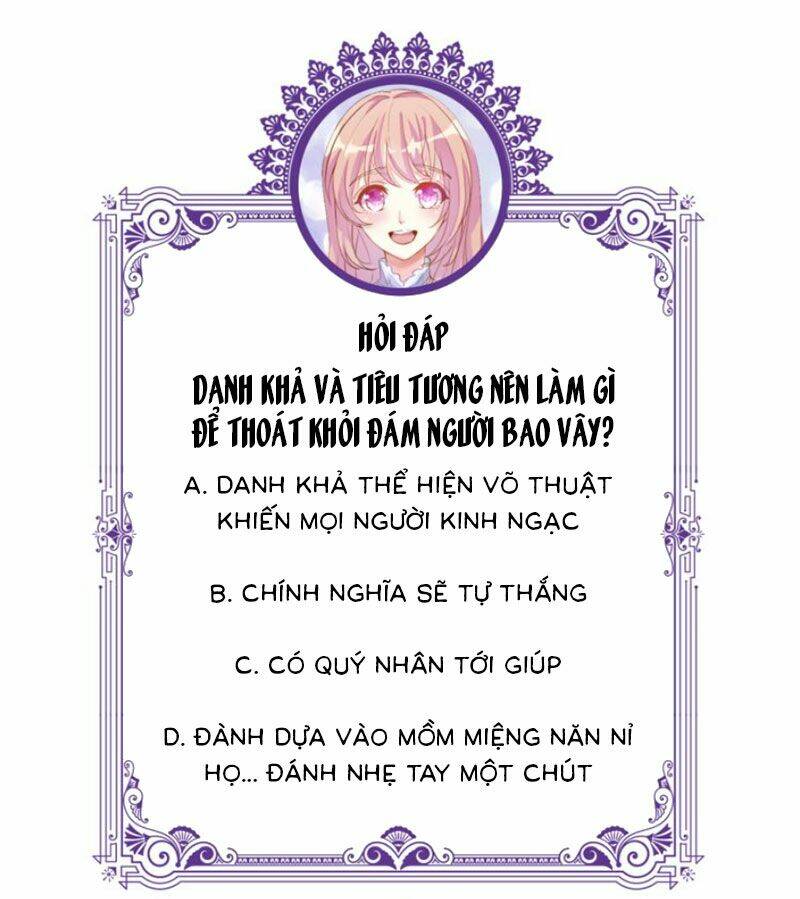 HỎI ĐÁP
DANH KHẢ VÀ TIÊU TƯƠNG NÊN LÀM GÌ
ĐỂ THOÁT KHỎI ĐÁM NGƯỜI BAO VÂY?
A. DANH KHẢ THỂ HIỆN VÕ THUẬT
KHIẾN MỌI NGƯỜI KINH NGẠC
B. CHÍNH NGHĨA SẼ TỰ THẮNG
C. CÓ QUÝ NHÂN TỚI GIÚP
D. ĐÀNH DỰA VÀO MỒM MIỆNG NĂN NỈ
HỌ... ĐÁNH NHẸ TAY MỘT CHÚT